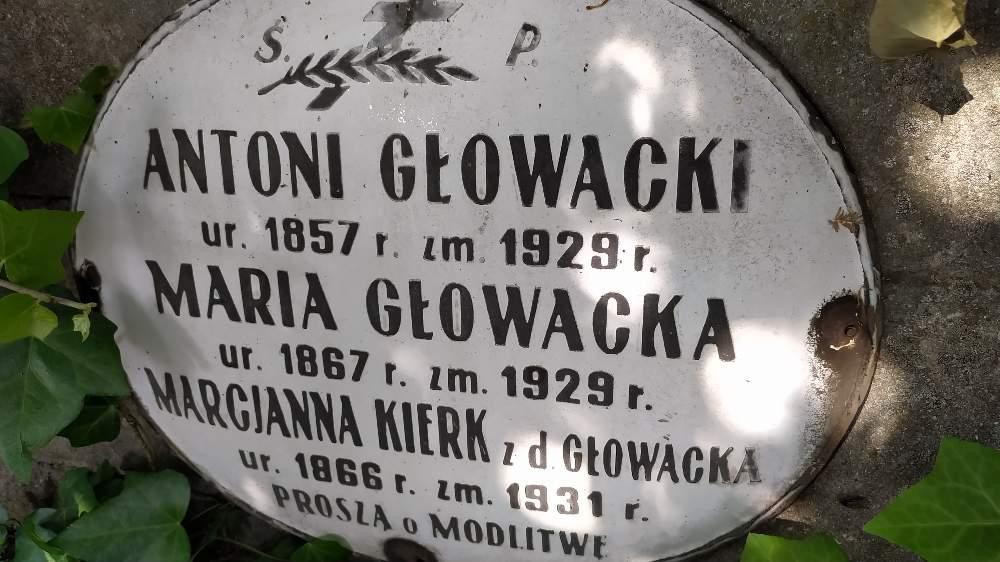 Ś. P.
ANTONI GŁOWACKI
ur. 1857 r. zm. 1929 r.
MARIA GŁOWACKA
ur. 1867 r. zm. 1929 r.
MARCJANNA KIERK z d. GŁOWACKA
ur. 1866 r. zm. 1931 r.
PROSZĄ o MODLITWĘ